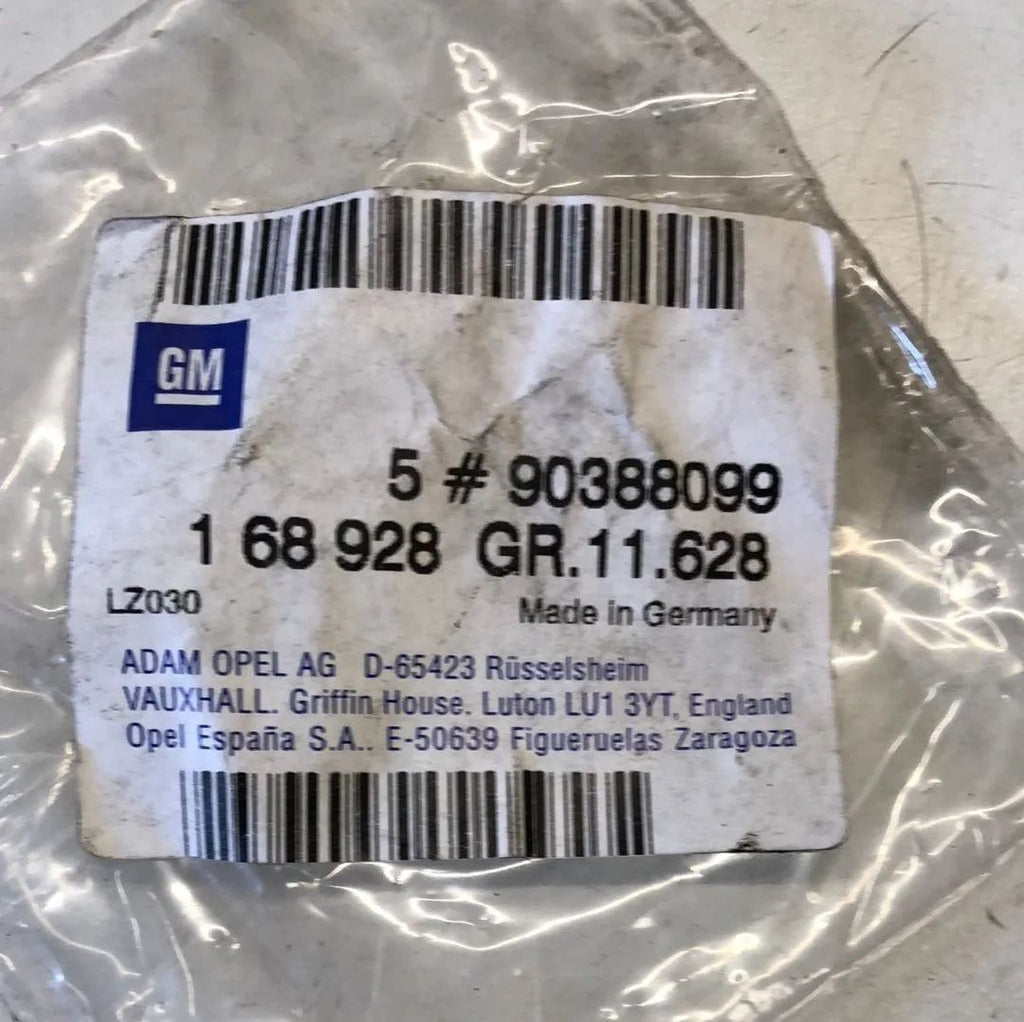 GM
5 # 90388099
1 68 928 GR.11.628
LZ030 Made in Germany
ADAM OPEL AG D-65423 Rüsselsheim
VAUXHALL. Griffin House. Luton LU1 3YT, England
Opel España S.A.. E-50639 Figueruelas Zaragoza